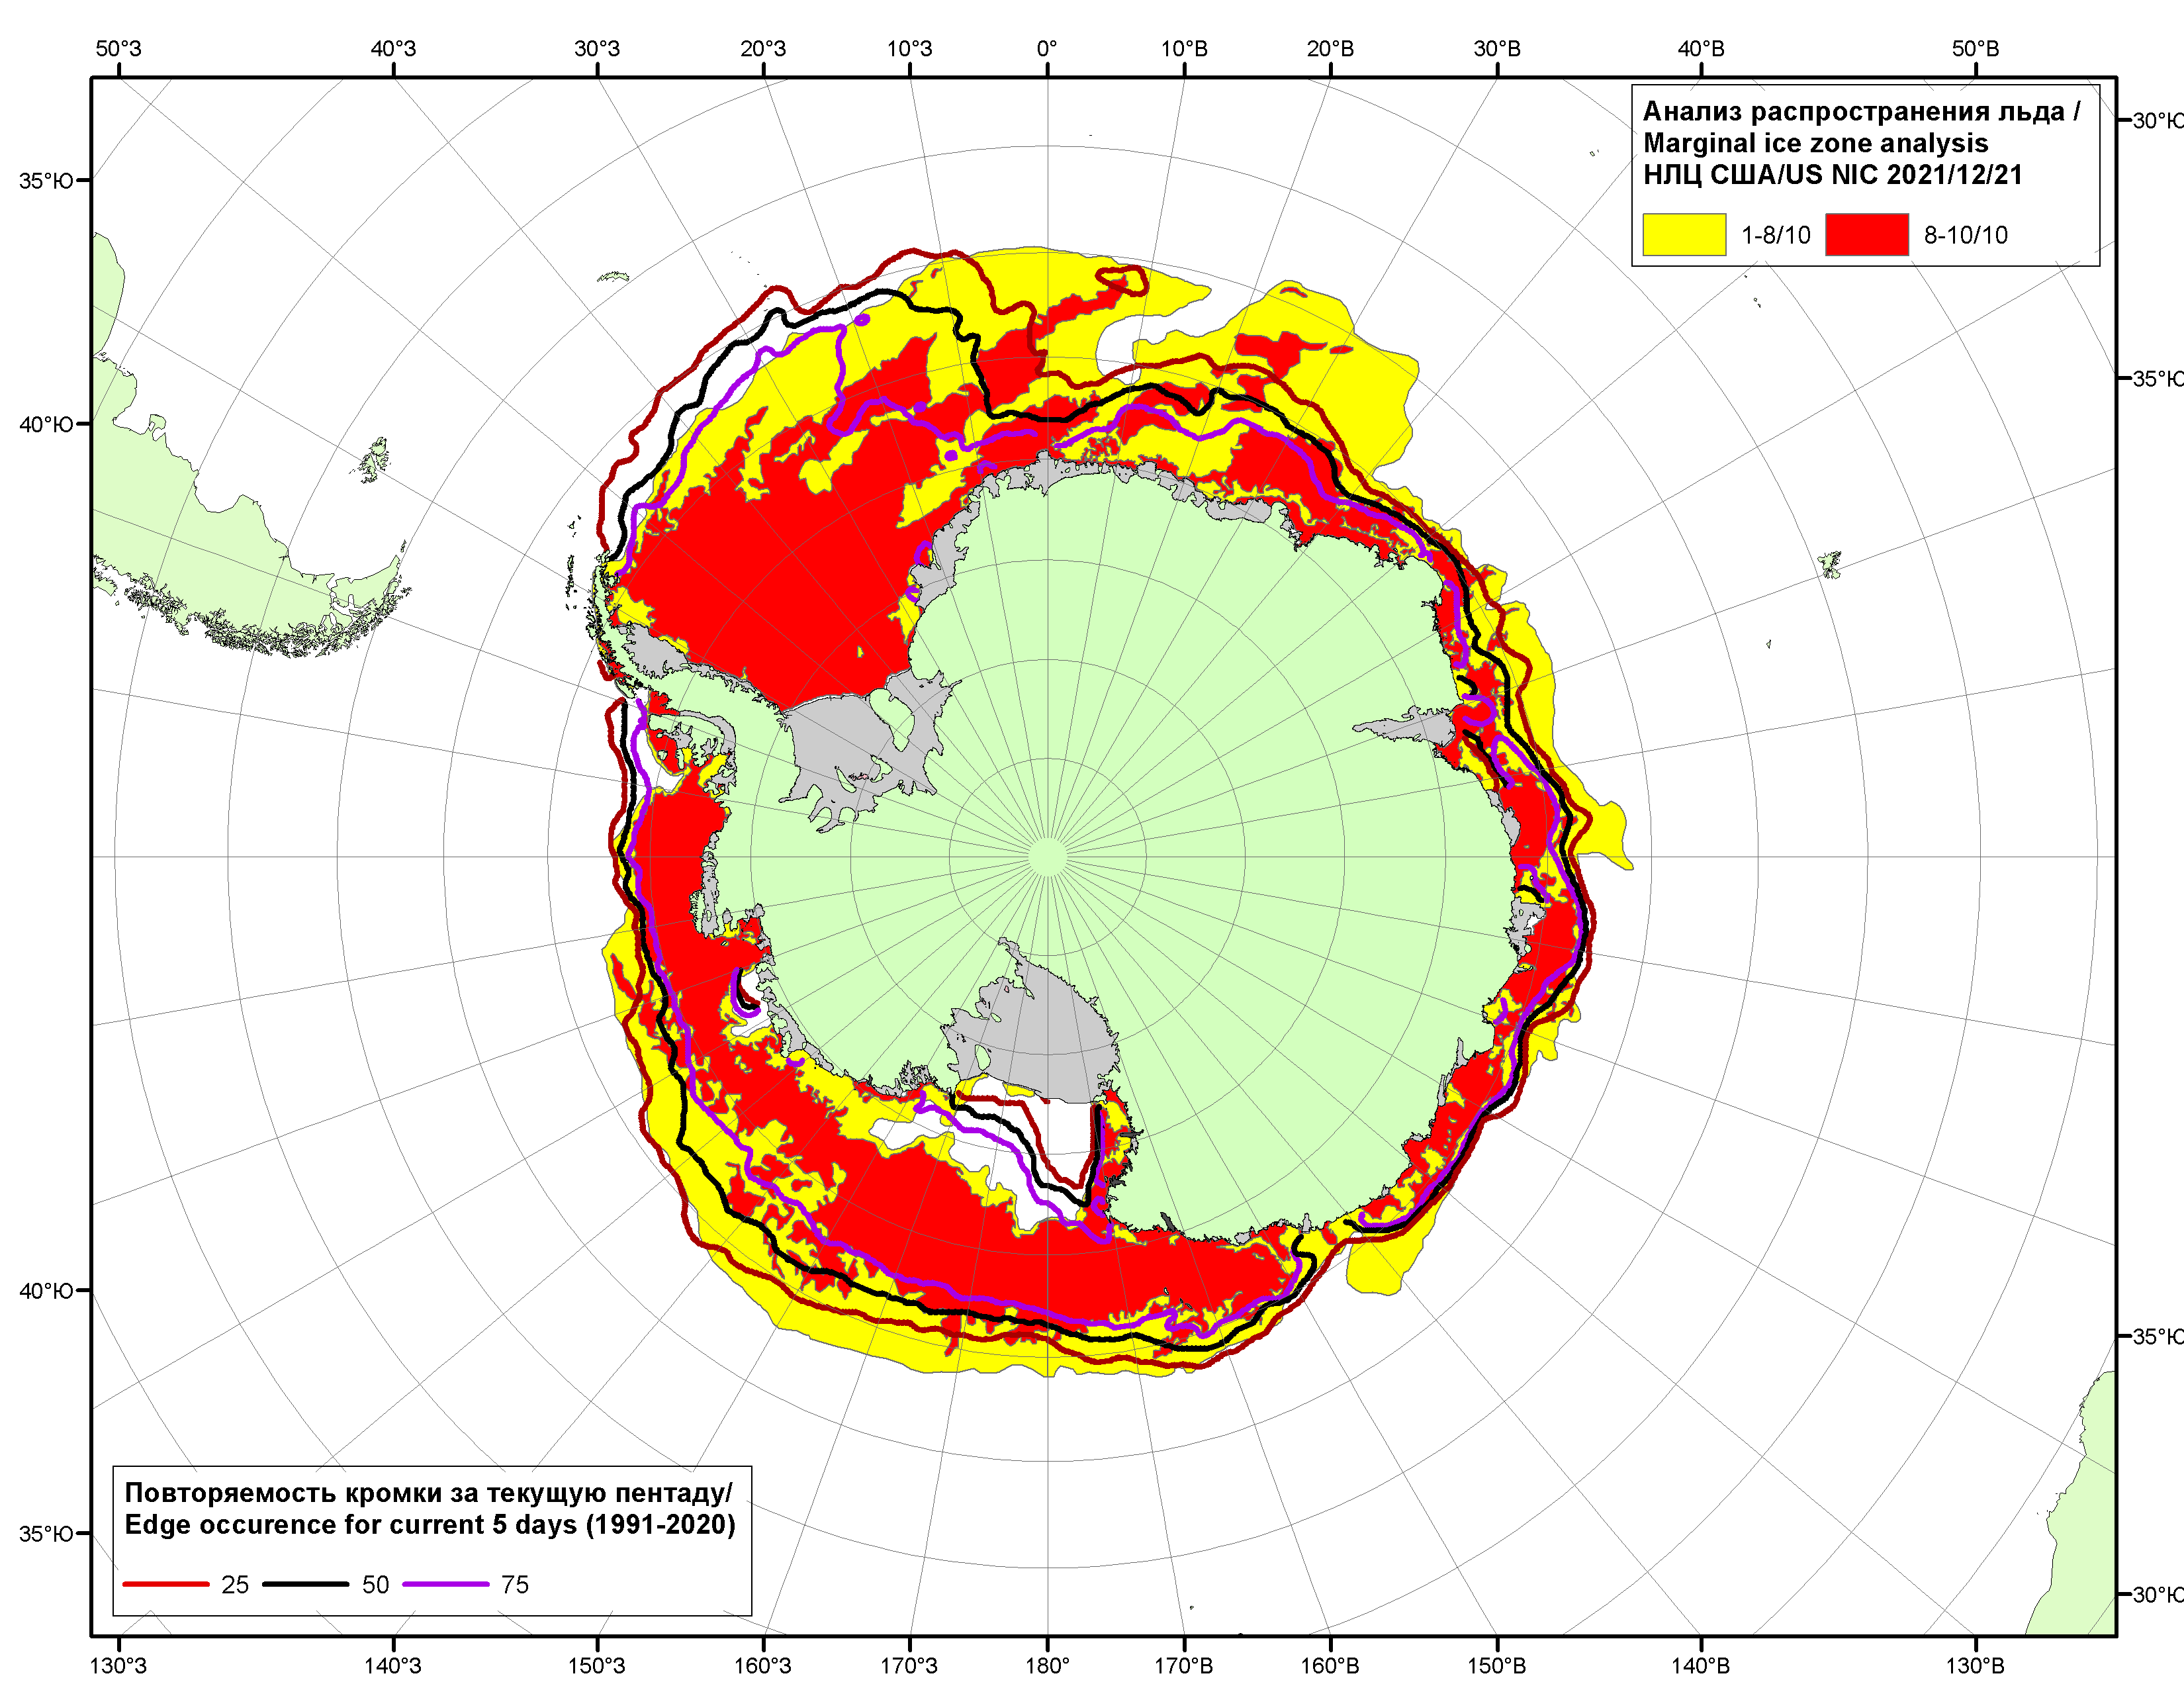 50°З 40°З 30°З 20°З 10°З 0° 10°В 20°В 30°В 40°В 50°В
Анализ распространения льда /
Marginal ice zone analysis
НЛЦ США/US NIC 2021/12/21
1-8/10 8-10/10
30°Ю
35°Ю
35°Ю
40°Ю
40°Ю
35°Ю
35°Ю
30°Ю
Повторяемость кромки за текущую пентаду/
Edge occurence for current 5 days (1991-2020)
25 50 75
130°З 140°З 150°З 160°З 170°З 180° 170°В 160°В 150°В 140°В 130°В